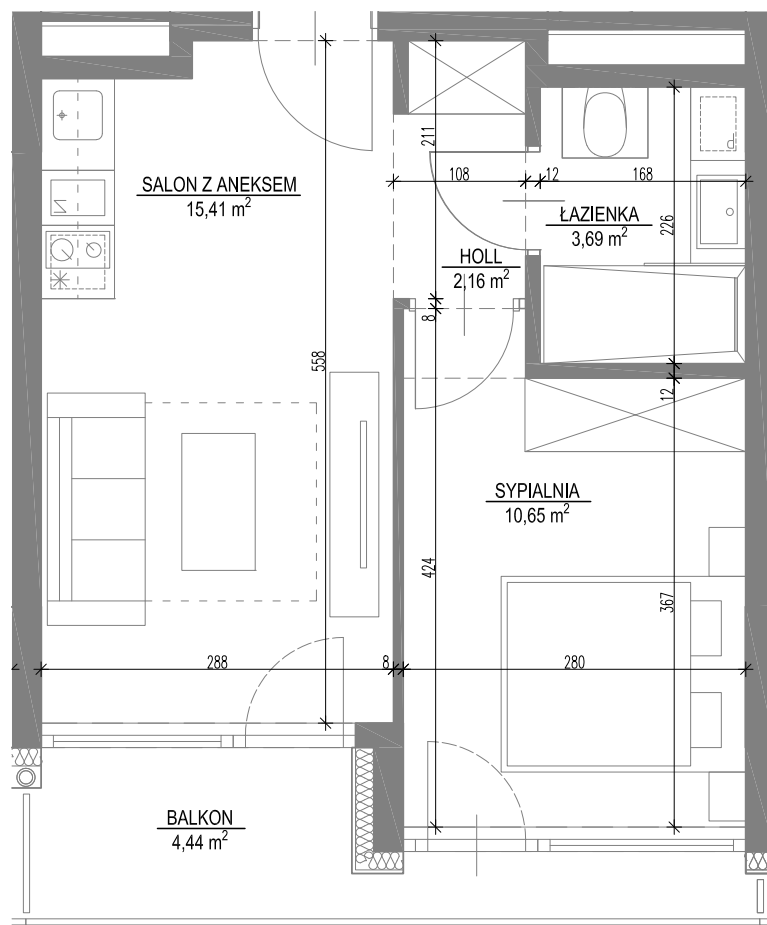 SALON Z ANEKSEM
15,41 m²
211
108
12
168
ŁAZIENKA
3,69 m²
226
HOLL
2,16 m²
8
558
12
SYPIALNIA
10,65 m²
424
367
288
8
280
BALKON
4,44 m²